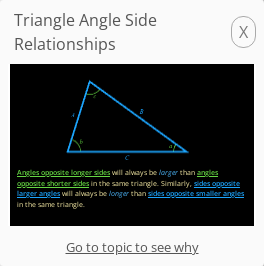 Triangle Angle Side
Relationships
X
A
B
C
b
a
Angles opposite longer sides will always be larger than angles
opposite shorter sides in the same triangle. Similarly, sides opposite
larger angles will always be larger than sides opposite smaller angles
in the same triangle.
Go to topic to see why